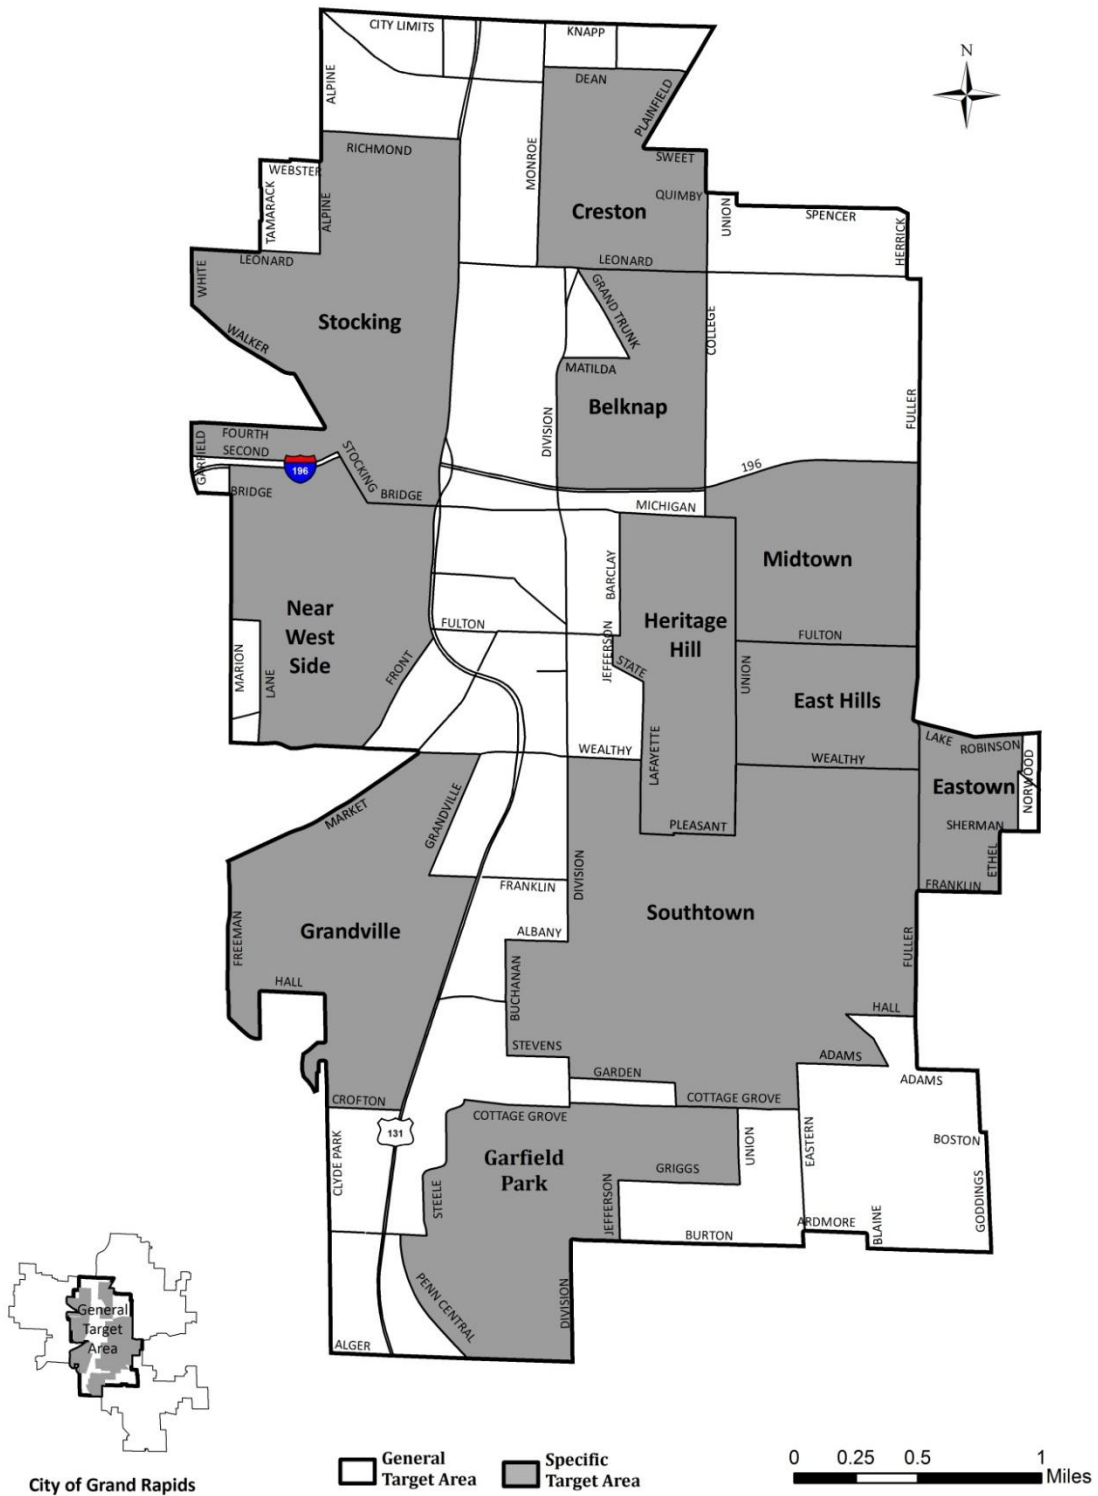 CITY LIMITS
KNAPP
N
ALPINE
DEAN
PLAINFIELD
RICHMOND
MONROE
SWEET
WEBSTER
TAMARACK
ALPINE
QUIMBY
Creston
UNION
SPENCER
HERRICK
LEONARD
LEONARD
WHITE
GRAND TRUNK
Stocking
WALKER
COLLEGE
MATILDA
Belknap
FULLER
DIVISION
FOURTH
SECOND
GARFIELD
STOCKING
196
196
BRIDGE
BRIDGE
MICHIGAN
BARCLAY
Midtown
Near
West
Side
Heritage
Hill
FULTON
FULTON
JEFFERSON
STATE
MARION
LANE
FRONT
UNION
East Hills
LAFAYETTE
WEALTHY
WEALTHY
LAKE
ROBINSON
NORWOOD
Eastown
MARKET
GRANDVILLE
PLEASANT
SHERMAN
ETHEL
DIVISION
FRANKLIN
FRANKLIN
Southtown
Grandville
ALBANY
FREEMAN
FULLER
HALL
BUCHANAN
HALL
STEVENS
ADAMS
GARDEN
ADAMS
CROFTON
COTTAGE GROVE
COTTAGE GROVE
131
CLYDE PARK
Garfield
Park
UNION
EASTERN
BOSTON
GRIGGS
STEELE
JEFFERSON
GODDINGS
ARDMORE
BLAINE
BURTON
PENN CENTRAL
DIVISION
ALGER
General
Target
Area
City of Grand Rapids
General
Target Area
Specific
Target Area
0 0.25 0.5 1
Miles